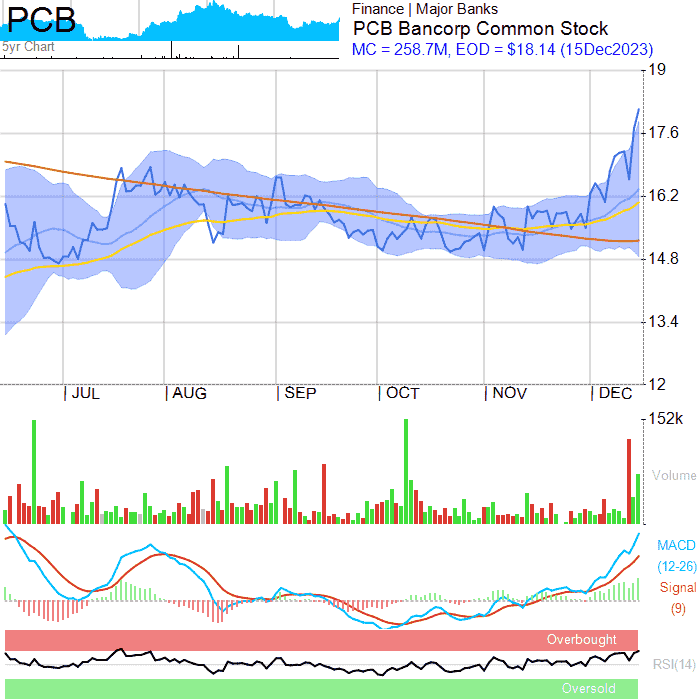 PCB
5yr Chart
Finance | Major Banks
PCB Bancorp Common Stock
MC = 258.7M, EOD = $18.14 (15Dec2023)
19
17.6
16.2
14.8
13.4
12
JUL AUG SEP OCT NOV DEC
152k
Volume
MACD
(12-26)
Signal
(9)
Overbought
RSI(14)
Oversold